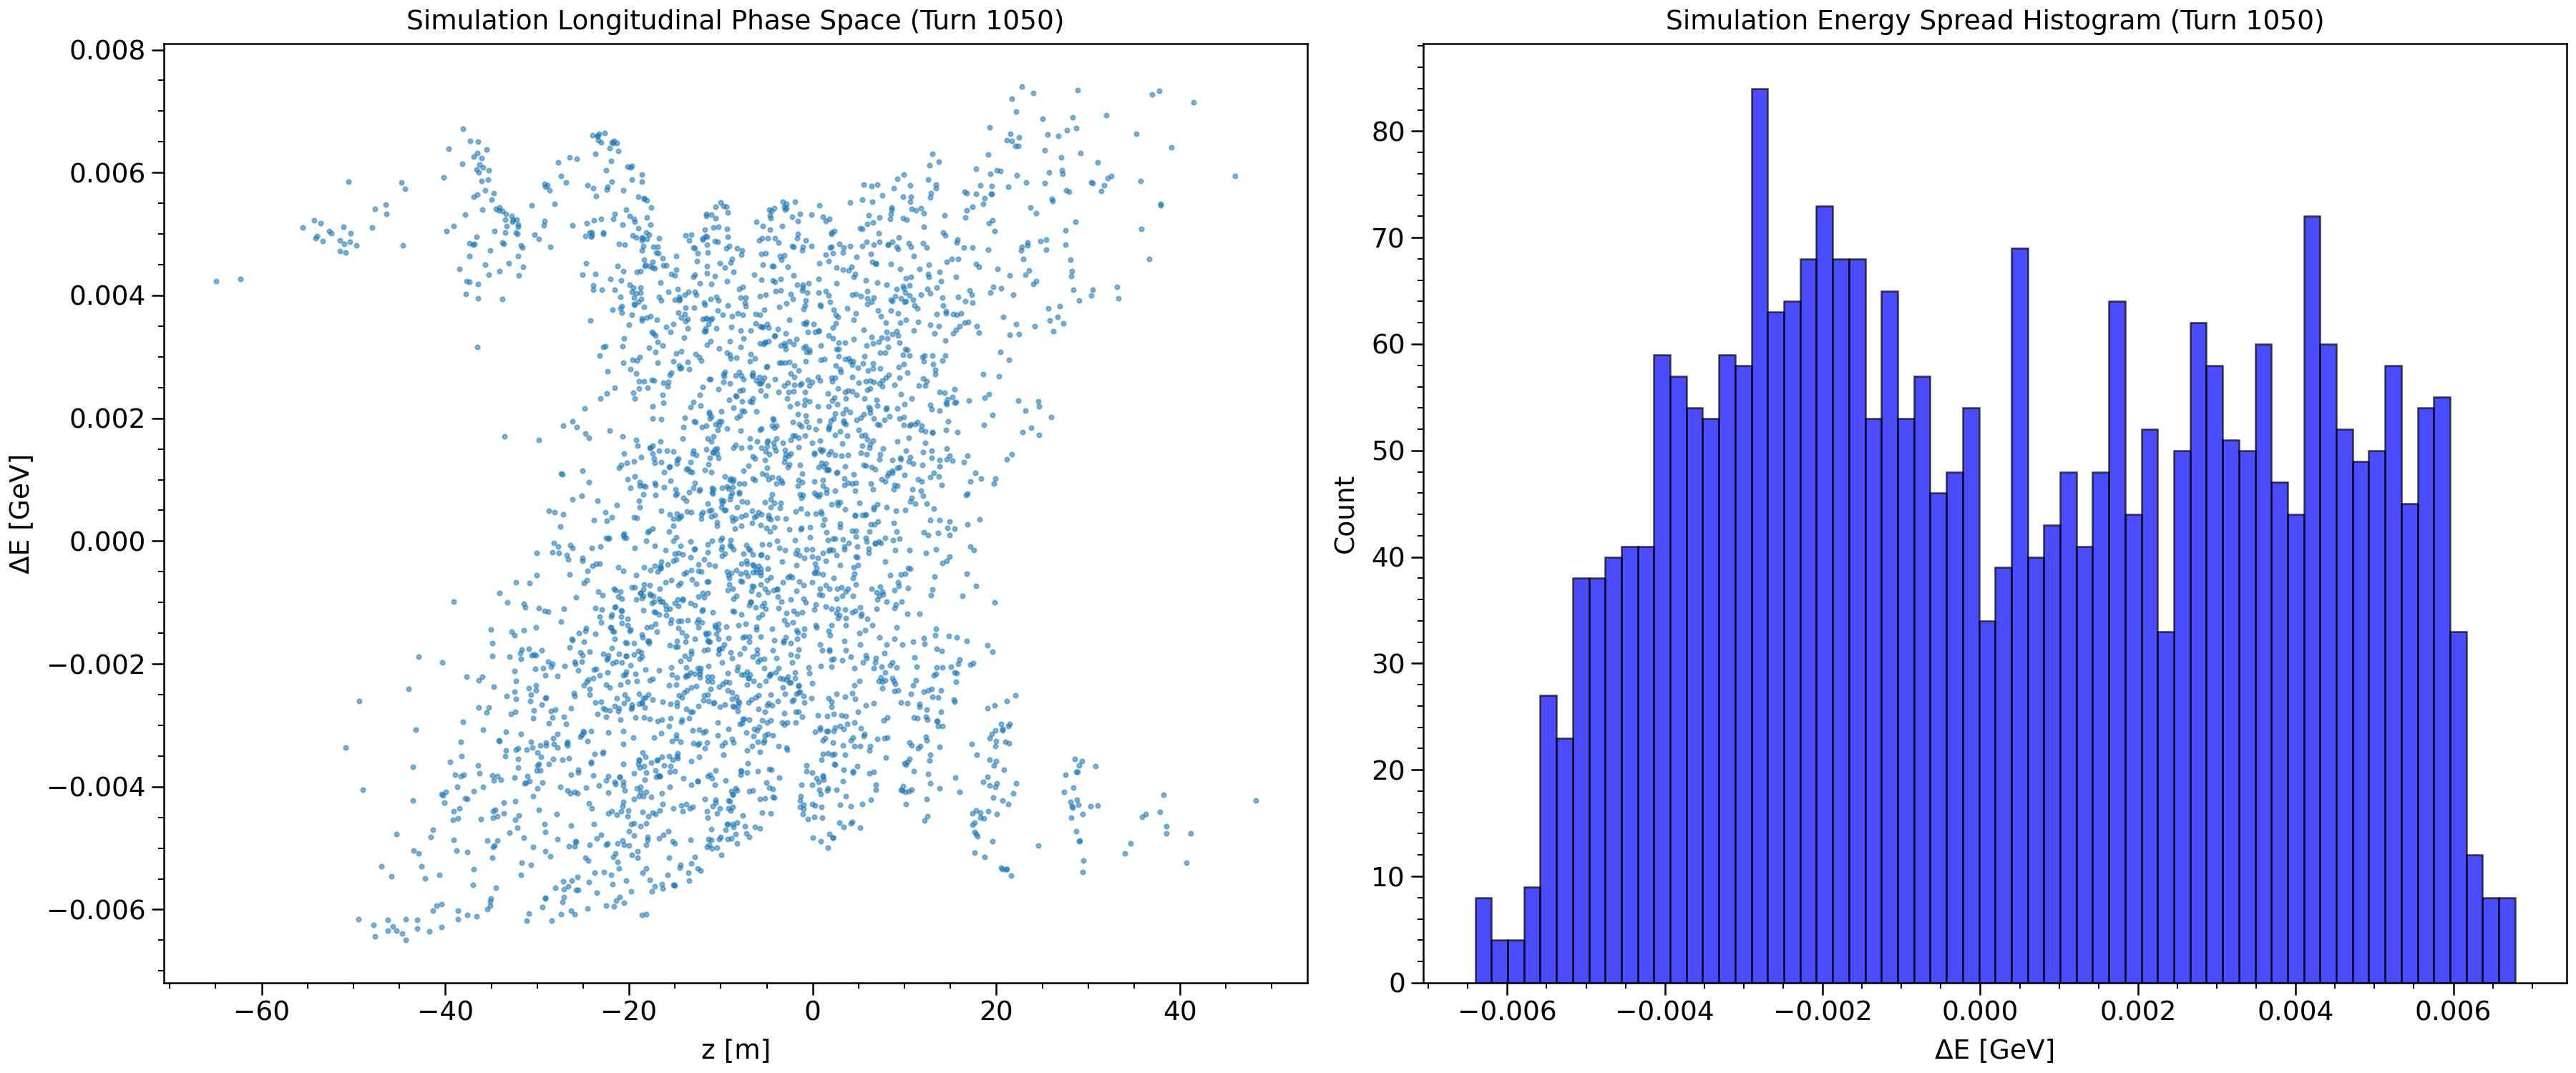 Simulation Longitudinal Phase Space (Turn 1050)
0.008
0.006
0.004
0.002
0.000
−0.002
−0.004
−0.006
ΔE [GeV]
−60 −40 −20 0 20 40
z [m]
Simulation Energy Spread Histogram (Turn 1050)
80
70
60
50
40
30
20
10
0
Count
−0.006 −0.004 −0.002 0.000 0.002 0.004 0.006
ΔE [GeV]